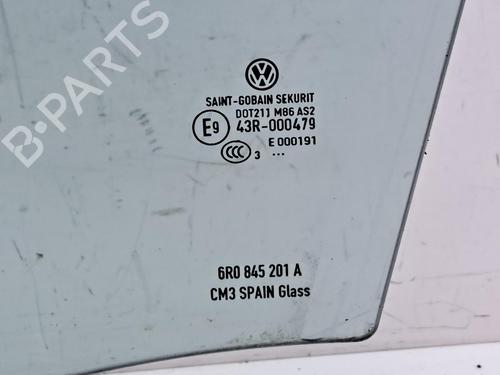 SAINT-GOBAIN SEKURIT
DOT211 M86 AS2
E9 43R-000479
E 000191
CCC 3 ...
6R0 845 201 A
CM3 SPAIN Glass
B-PARTS